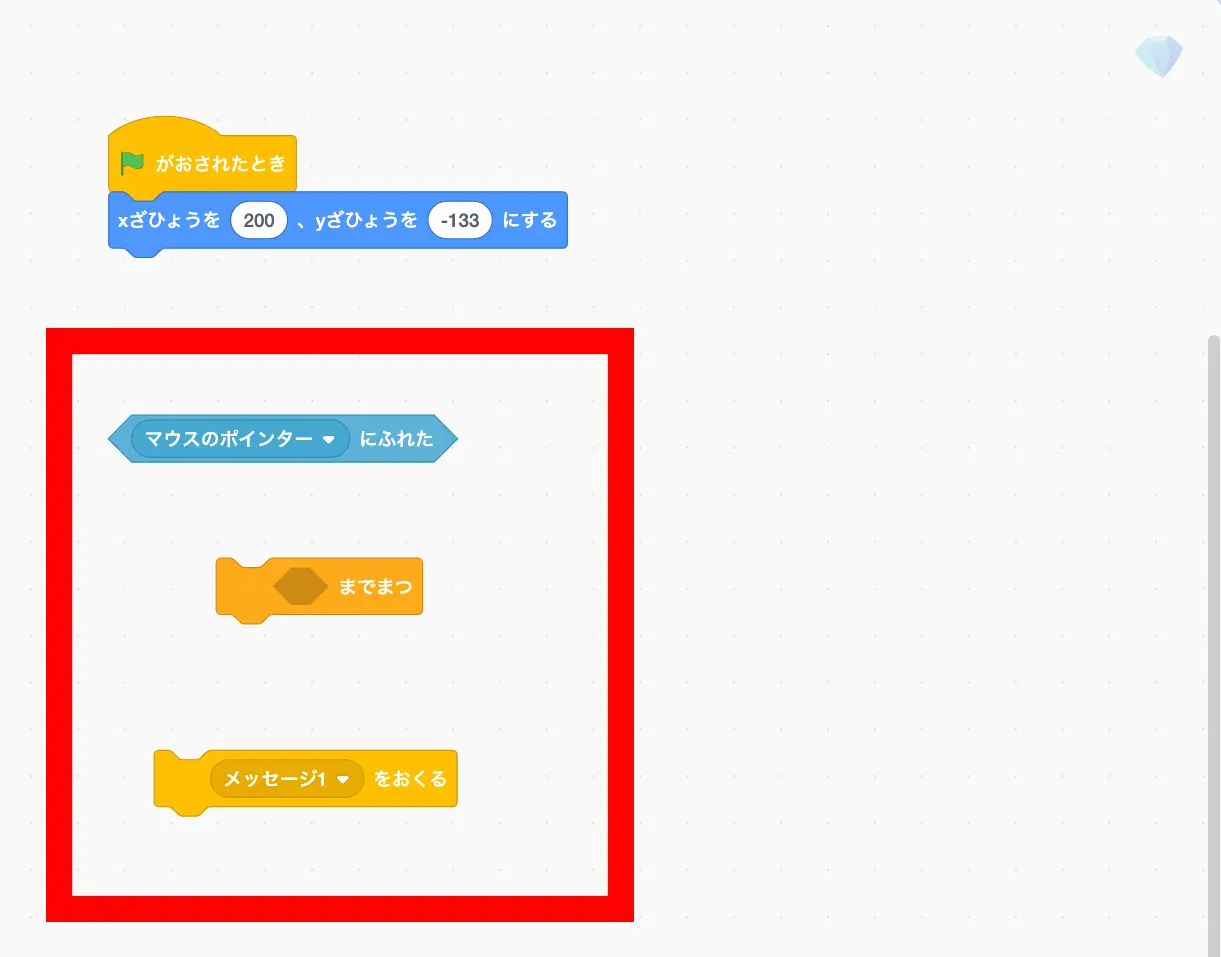 がおされたとき
xざひょうを 200 、yざひょうを -133 にする
マウスのポインター にふれた
までまつ
メッセージ1 をおくる